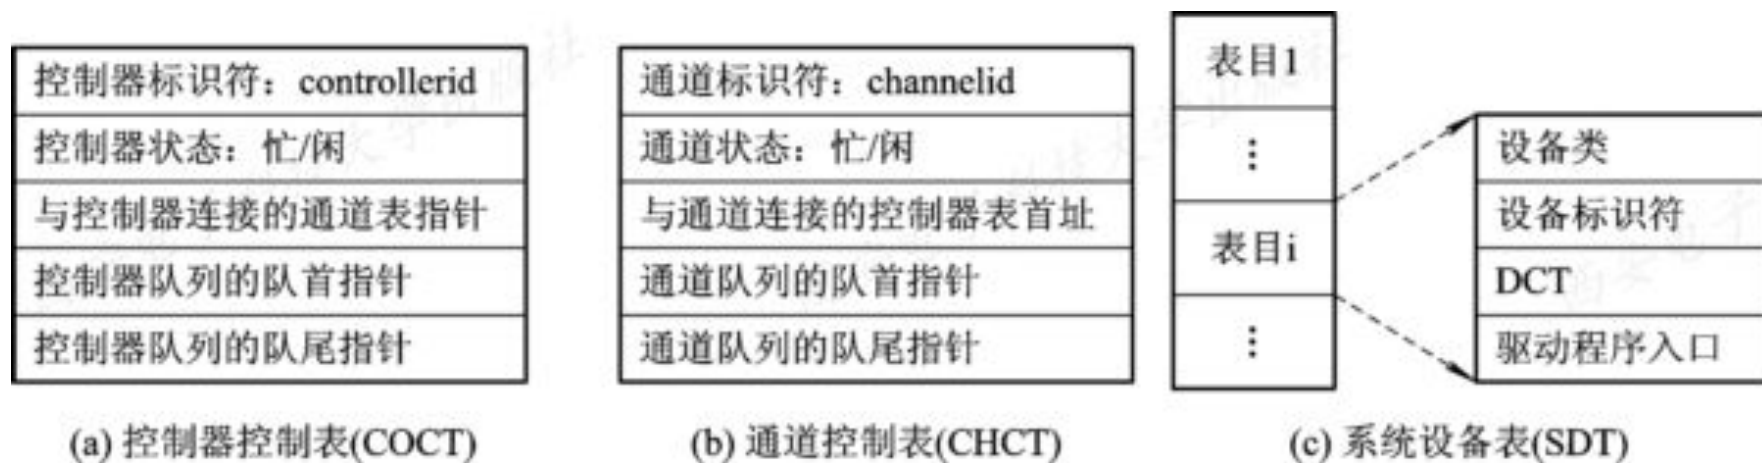 控制器标识符：controllerid
控制器状态：忙/闲
与控制器连接的通道表指针
控制器队列的队首指针
控制器队列的队尾指针
(a) 控制器控制表(COCT)
通道标识符：channelid
通道状态：忙/闲
与通道连接的控制器表首址
通道队列的队首指针
通道队列的队尾指针
(b) 通道控制表(CHCT)
表目1
⋮
表目i
⋮
设备类
设备标识符
DCT
驱动程序入口
(c) 系统设备表(SDT)